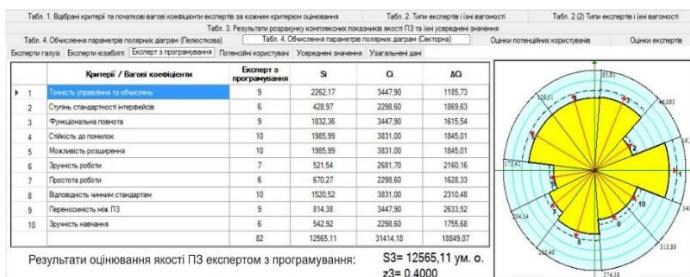 Табл. 1. Відбрані критерії та початкові вагові коефіцієнти експертів за кожним критерієм оцінювання
Табл. 2. Типи експертів і їхні вагомості
Табл. 2.(2) Типи експертів і їхні вагомості
Табл. 3. Результати розрахунку комплексних показників якості ПЗ та їхні усереднені значення
Табл. 4. Обчислення параметрів полярних діаграм (Пелюсткова)
Табл. 4. Обчислення параметрів полярних діаграм (Секторна)
Оцінки потенційних користувачів
Оцінки експертів
Експерти галузі
Експерти юзабіліті
Експерт з програмування
Потенційні користувачі
Усереднені значення
Узагальнені дані
Критерії / Вагові коефіцієнти Експерт з програмування Si Ci ΔCi
1 Точність управління та обчислень 9 2262,17 3447,90 1185,73
2 Ступінь стандартності інтерфейсів 6 428,97 2298,60 1869,63
3 Функціональна повнота 9 1832,36 3447,90 1615,54
4 Стійкість до помилок 10 1985,99 3831,00 1845,01
5 Можливість розширення 10 1985,99 3831,00 1845,01
6 Зручність роботи 7 521,54 2681,70 2160,16
7 Простота роботи 6 670,27 2298,60 1628,33
8 Відповідність чинним стандартам 10 1520,52 3831,00 2310,48
9 Переносимість між ПЗ 9 814,38 3447,90 2633,52
10 Зручність навчання 6 542,92 2298,60 1755,68
82 12565,11 31414,18 18849,07
Результати оцінювання якості ПЗ експертом з програмування: S3= 12565,11 ум. о.
z3= 0,4000